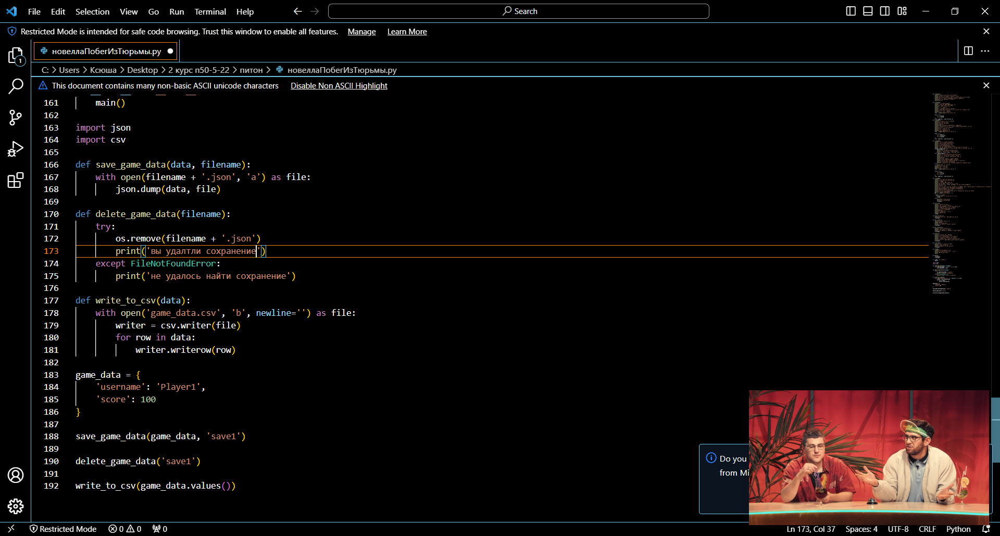 File Edit Selection View Go Run Terminal Help Search
Restricted Mode is intended for safe code browsing. Trust this window to enable all features. Manage Learn More
новеллаПобегИзТюрьмы.py
1
C: > Users > Ксюша > Desktop > 2 курс п50-5-22 > питон > новеллаПобегИзТюрьмы.py
This document contains many non-basic ASCII unicode characters Disable Non ASCII Highlight
161 main()
162
163 import json
164 import csv
165
166 def save_game_data(data, filename):
167 with open(filename + '.json', 'a') as file:
168 json.dump(data, file)
169
170 def delete_game_data(filename):
171 try:
172 os.remove(filename + '.json')
173 print('вы удалтли сохранение')
174 except FileNotFoundError:
175 print('не удалось найти сохранение')
176
177 def write_to_csv(data):
178 with open('game_data.csv', 'b', newline='') as file:
179 writer = csv.writer(file)
180 for row in data:
181 writer.writerow(row)
182
183 game_data = {
184 'username': 'Player1',
185 'score': 100
186 }
187
188 save_game_data(game_data, 'save1')
189
190 delete_game_data('save1')
191
192 write_to_csv(game_data.values())
Do you
from Mi
Restricted Mode 0 0 0 Ln 173, Col 37 Spaces: 4 UTF-8 CRLF Python